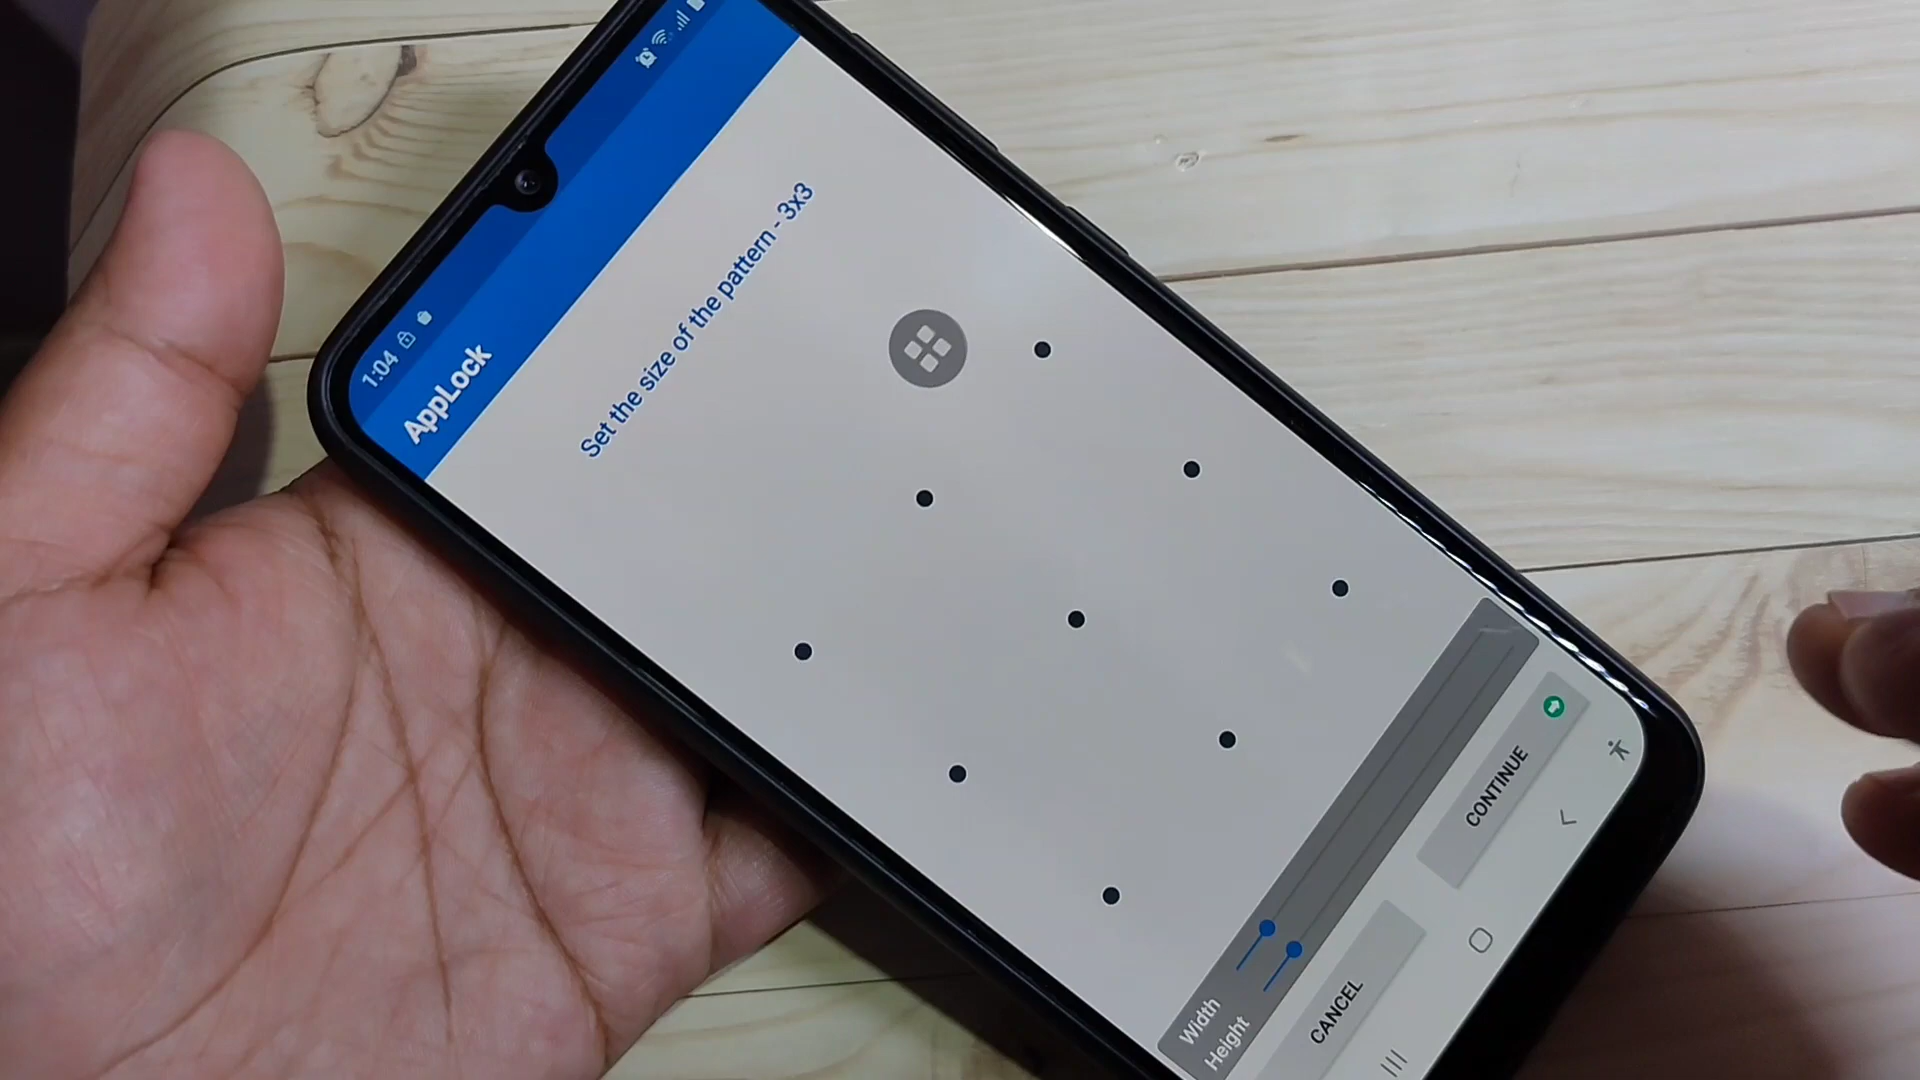 1:04
AppLock
Set the size of the pattern - 3x3
Width
Height
CANCEL
CONTINUE